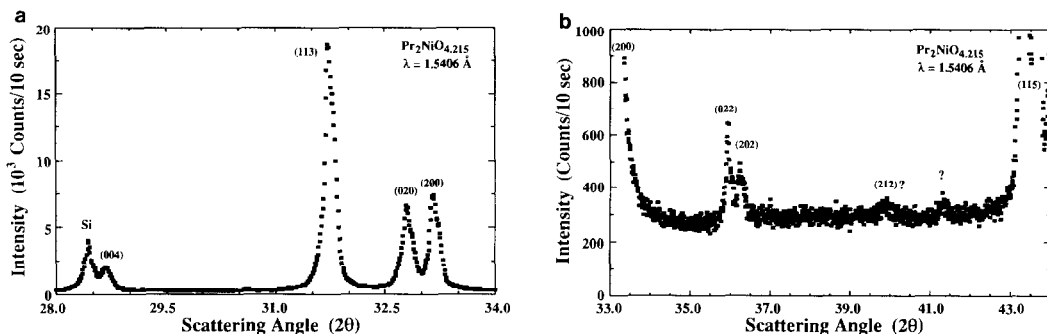 a
20
15
10
5
0
28.0 29.5 31.0 32.5 34.0
Intensity (10³ Counts/10 sec)
Scattering Angle (2θ)
Si
(004)
(113)
(020)
(200)
Pr₂NiO₄.₂₁₅
λ = 1.5406 Å
b
1000
800
600
400
200
0
33.0 35.0 37.0 39.0 41.0 43.0
Intensity (Counts/10 sec)
Scattering Angle (2θ)
(200)
(022)
(202)
(212) ?
?
(115)
Pr₂NiO₄.₂₁₅
λ = 1.5406 Å